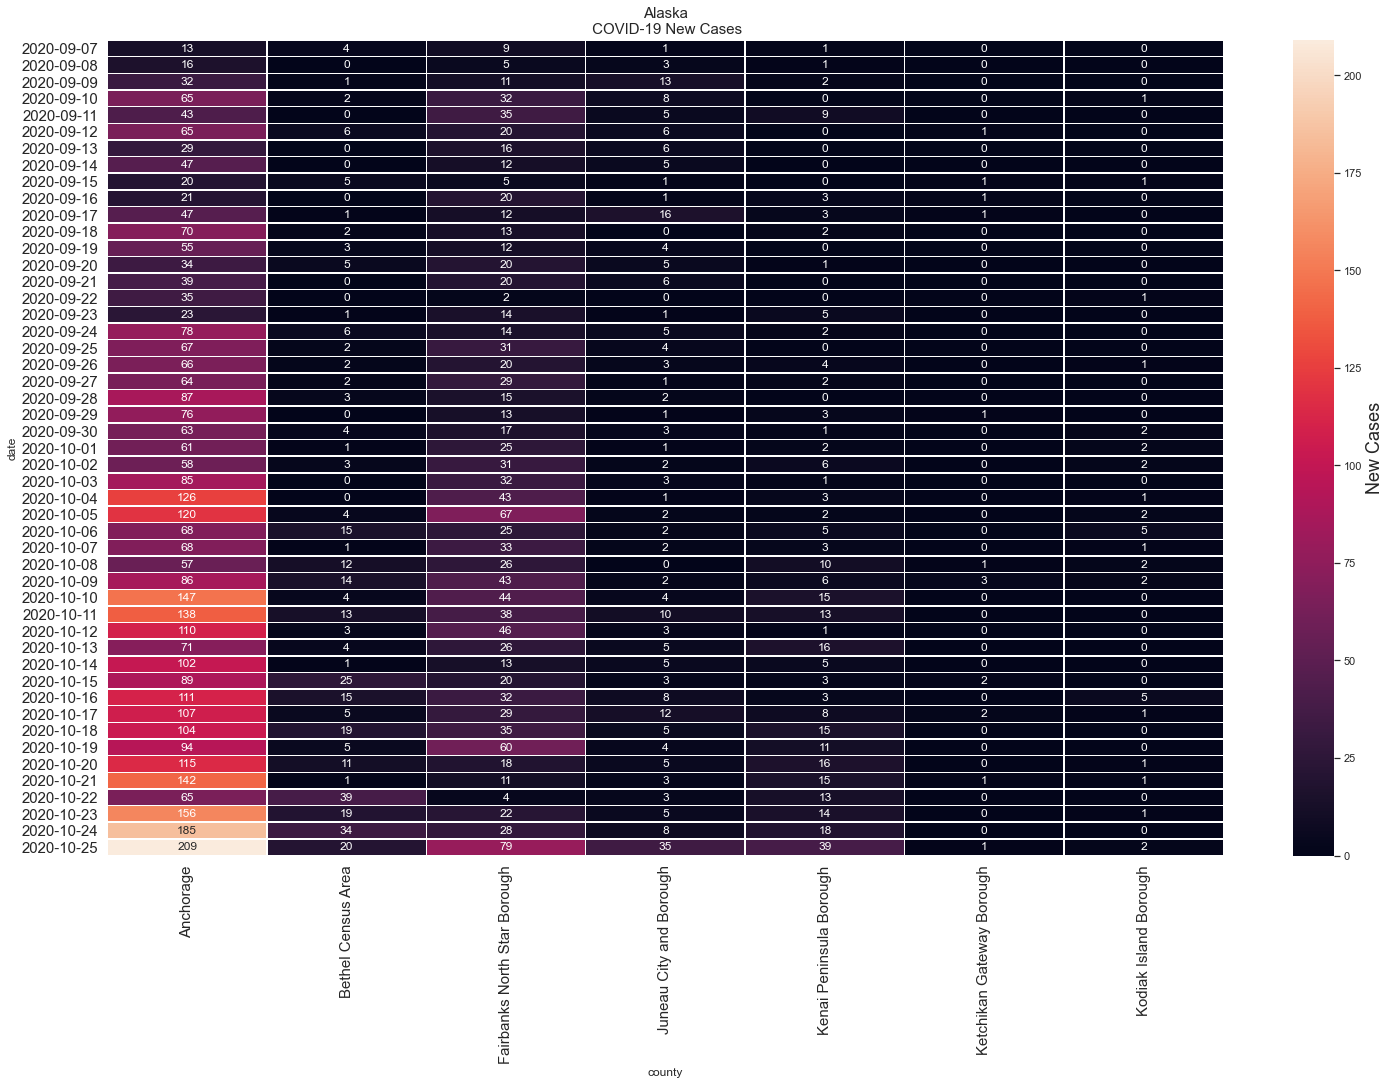 Alaska
COVID-19 New Cases
2020-09-07 13 4 9 1 1 0 0
2020-09-08 16 0 5 3 1 0 0
2020-09-09 32 1 11 13 2 0 0
2020-09-10 65 2 32 8 0 0 1
2020-09-11 43 0 35 5 9 0 0
2020-09-12 65 6 20 6 0 1 0
2020-09-13 29 0 16 6 0 0 0
2020-09-14 47 0 12 5 0 0 0
2020-09-15 20 5 5 1 0 1 1
2020-09-16 21 0 20 1 3 1 0
2020-09-17 47 1 12 16 3 1 0
2020-09-18 70 2 13 0 2 0 0
2020-09-19 55 3 12 4 0 0 0
2020-09-20 34 5 20 5 1 0 0
2020-09-21 39 0 20 6 0 0 0
2020-09-22 35 0 2 0 0 0 1
2020-09-23 23 1 14 1 5 0 0
2020-09-24 78 6 14 5 2 0 0
2020-09-25 67 2 31 4 0 0 0
2020-09-26 66 2 20 3 4 0 1
2020-09-27 64 2 29 1 2 0 0
2020-09-28 87 3 15 2 0 0 0
2020-09-29 76 0 13 1 3 1 0
2020-09-30 63 4 17 3 1 0 2
2020-10-01 61 1 25 1 2 0 2
2020-10-02 58 3 31 2 6 0 2
2020-10-03 85 0 32 3 1 0 0
2020-10-04 126 0 43 1 3 0 1
2020-10-05 120 4 67 2 2 0 2
2020-10-06 68 15 25 2 5 0 5
2020-10-07 68 1 33 2 3 0 1
2020-10-08 57 12 26 0 10 1 2
2020-10-09 86 14 43 2 6 3 2
2020-10-10 147 4 44 4 15 0 0
2020-10-11 138 13 38 10 13 0 0
2020-10-12 110 3 46 3 1 0 0
2020-10-13 71 4 26 5 16 0 0
2020-10-14 102 1 13 5 5 0 0
2020-10-15 89 25 20 3 3 2 0
2020-10-16 111 15 32 8 3 0 5
2020-10-17 107 5 29 12 8 2 1
2020-10-18 104 19 35 5 15 0 0
2020-10-19 94 5 60 4 11 0 0
2020-10-20 115 11 18 5 16 0 1
2020-10-21 142 1 11 3 15 1 1
2020-10-22 65 39 4 3 13 0 0
2020-10-23 156 19 22 5 14 0 1
2020-10-24 185 34 28 8 18 0 0
2020-10-25 209 20 79 35 39 1 2
date
Anchorage
Bethel Census Area
Fairbanks North Star Borough
Juneau City and Borough
Kenai Peninsula Borough
Ketchikan Gateway Borough
Kodiak Island Borough
county
200
175
150
125
100
75
50
25
0
New Cases